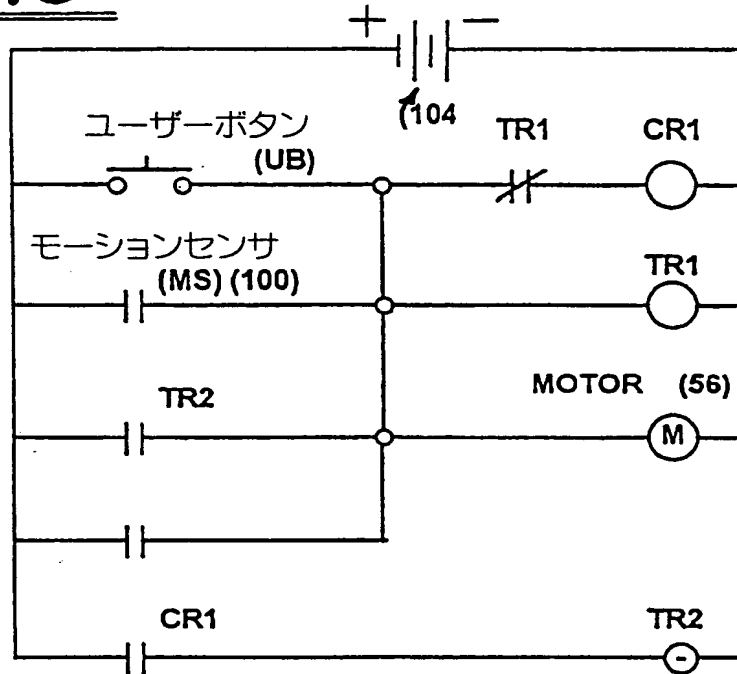 + −
(104
ユーザーボタン
(UB)
TR1
CR1
モーションセンサ
(MS) (100)
TR1
TR2
MOTOR (56)
M
CR1
TR2
-